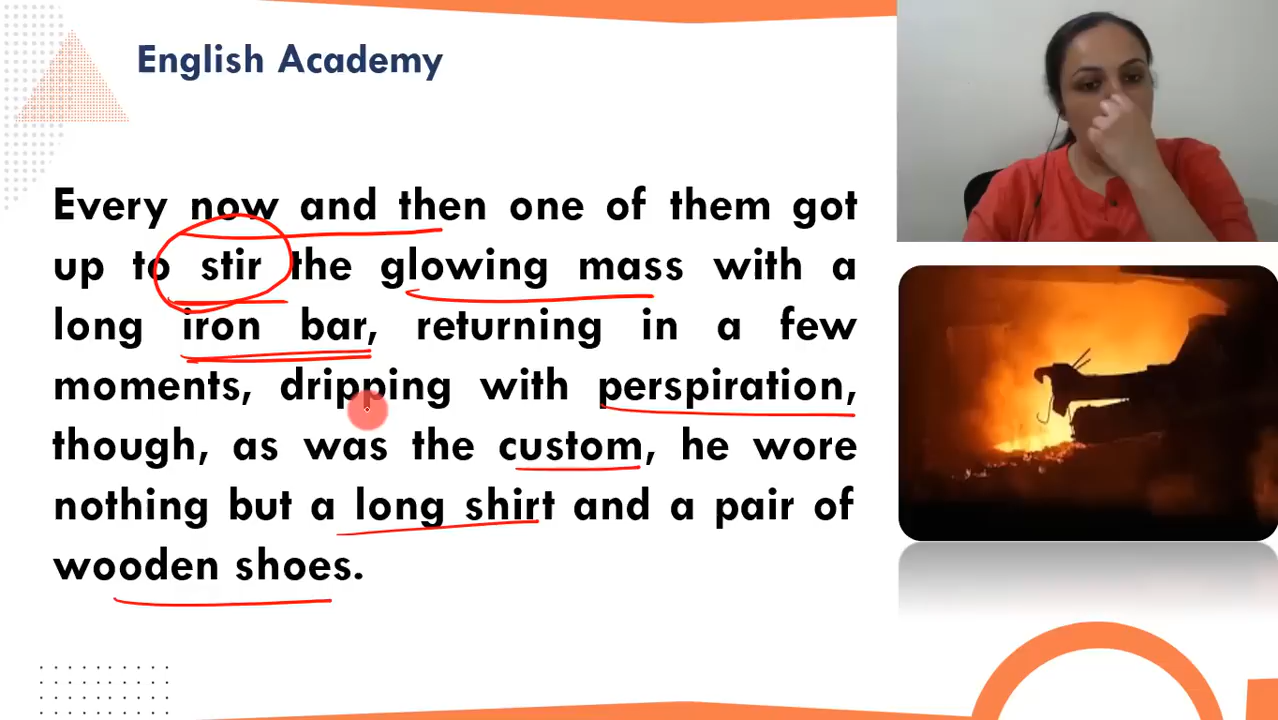 English Academy
Every now and then one of them got
up to stir the glowing mass with a
long iron bar, returning in a few
moments, dripping with perspiration,
though, as was the custom, he wore
nothing but a long shirt and a pair of
wooden shoes.